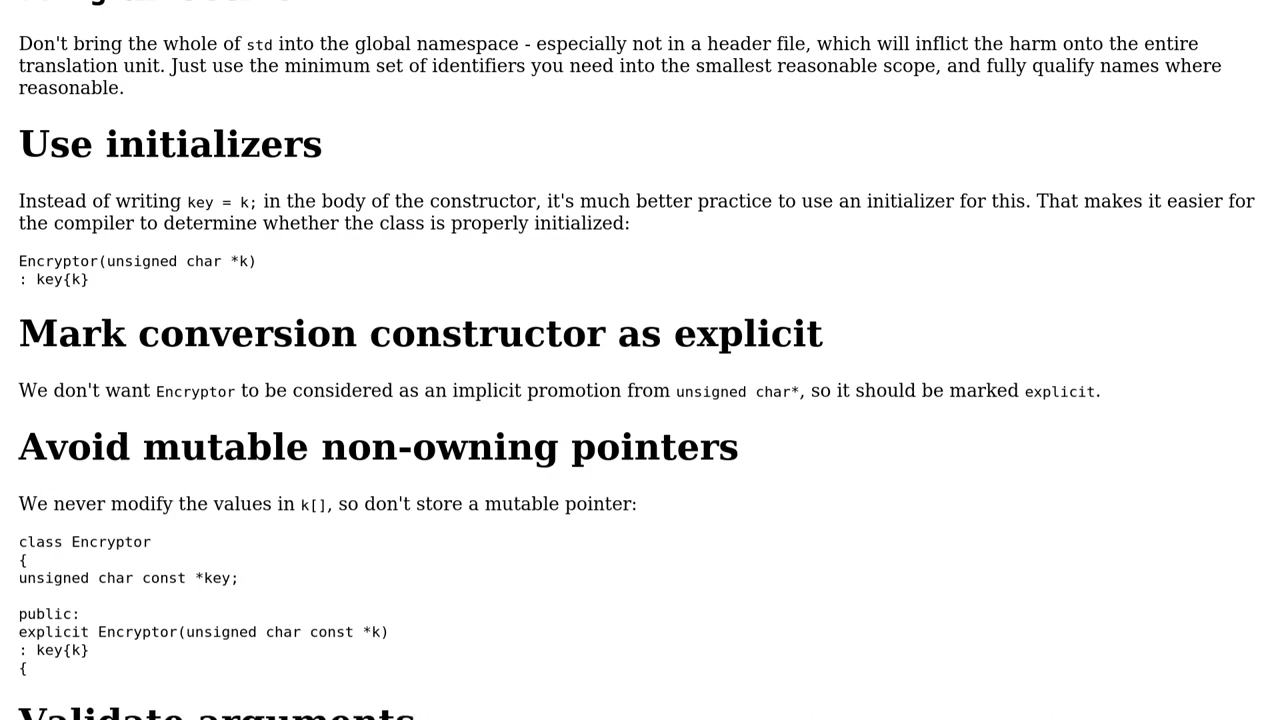 Don't bring the whole of std into the global namespace - especially not in a header file, which will inflict the harm onto the entire
translation unit. Just use the minimum set of identifiers you need into the smallest reasonable scope, and fully qualify names where
reasonable.
Use initializers
Instead of writing key = k; in the body of the constructor, it's much better practice to use an initializer for this. That makes it easier for
the compiler to determine whether the class is properly initialized:
Encryptor(unsigned char *k)
: key{k}
Mark conversion constructor as explicit
We don't want Encryptor to be considered as an implicit promotion from unsigned char*, so it should be marked explicit.
Avoid mutable non-owning pointers
We never modify the values in k[], so don't store a mutable pointer:
class Encryptor
{
unsigned char const *key;
public:
explicit Encryptor(unsigned char const *k)
: key{k}
{
Validate arguments